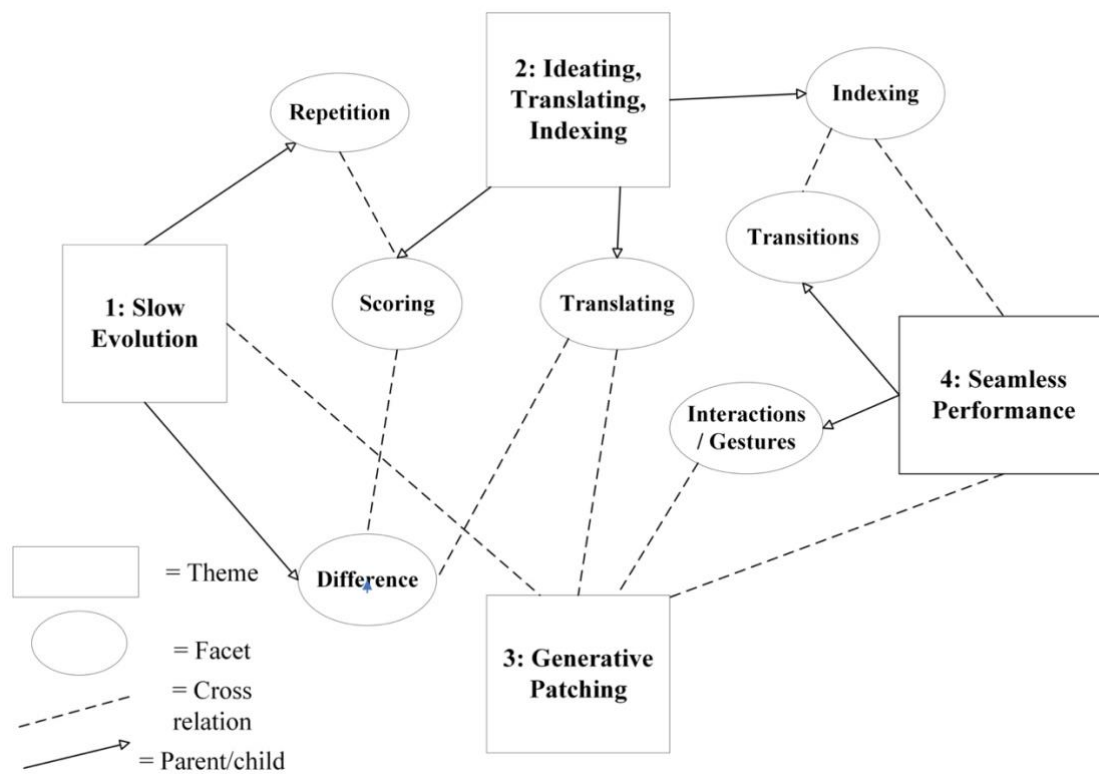 2: Ideating,
Translating,
Indexing
Indexing
Repetition
Transitions
1: Slow
Evolution
Scoring
Translating
4: Seamless
Performance
Interactions
/ Gestures
Difference
3: Generative
Patching
= Theme
= Facet
= Cross
relation
= Parent/child